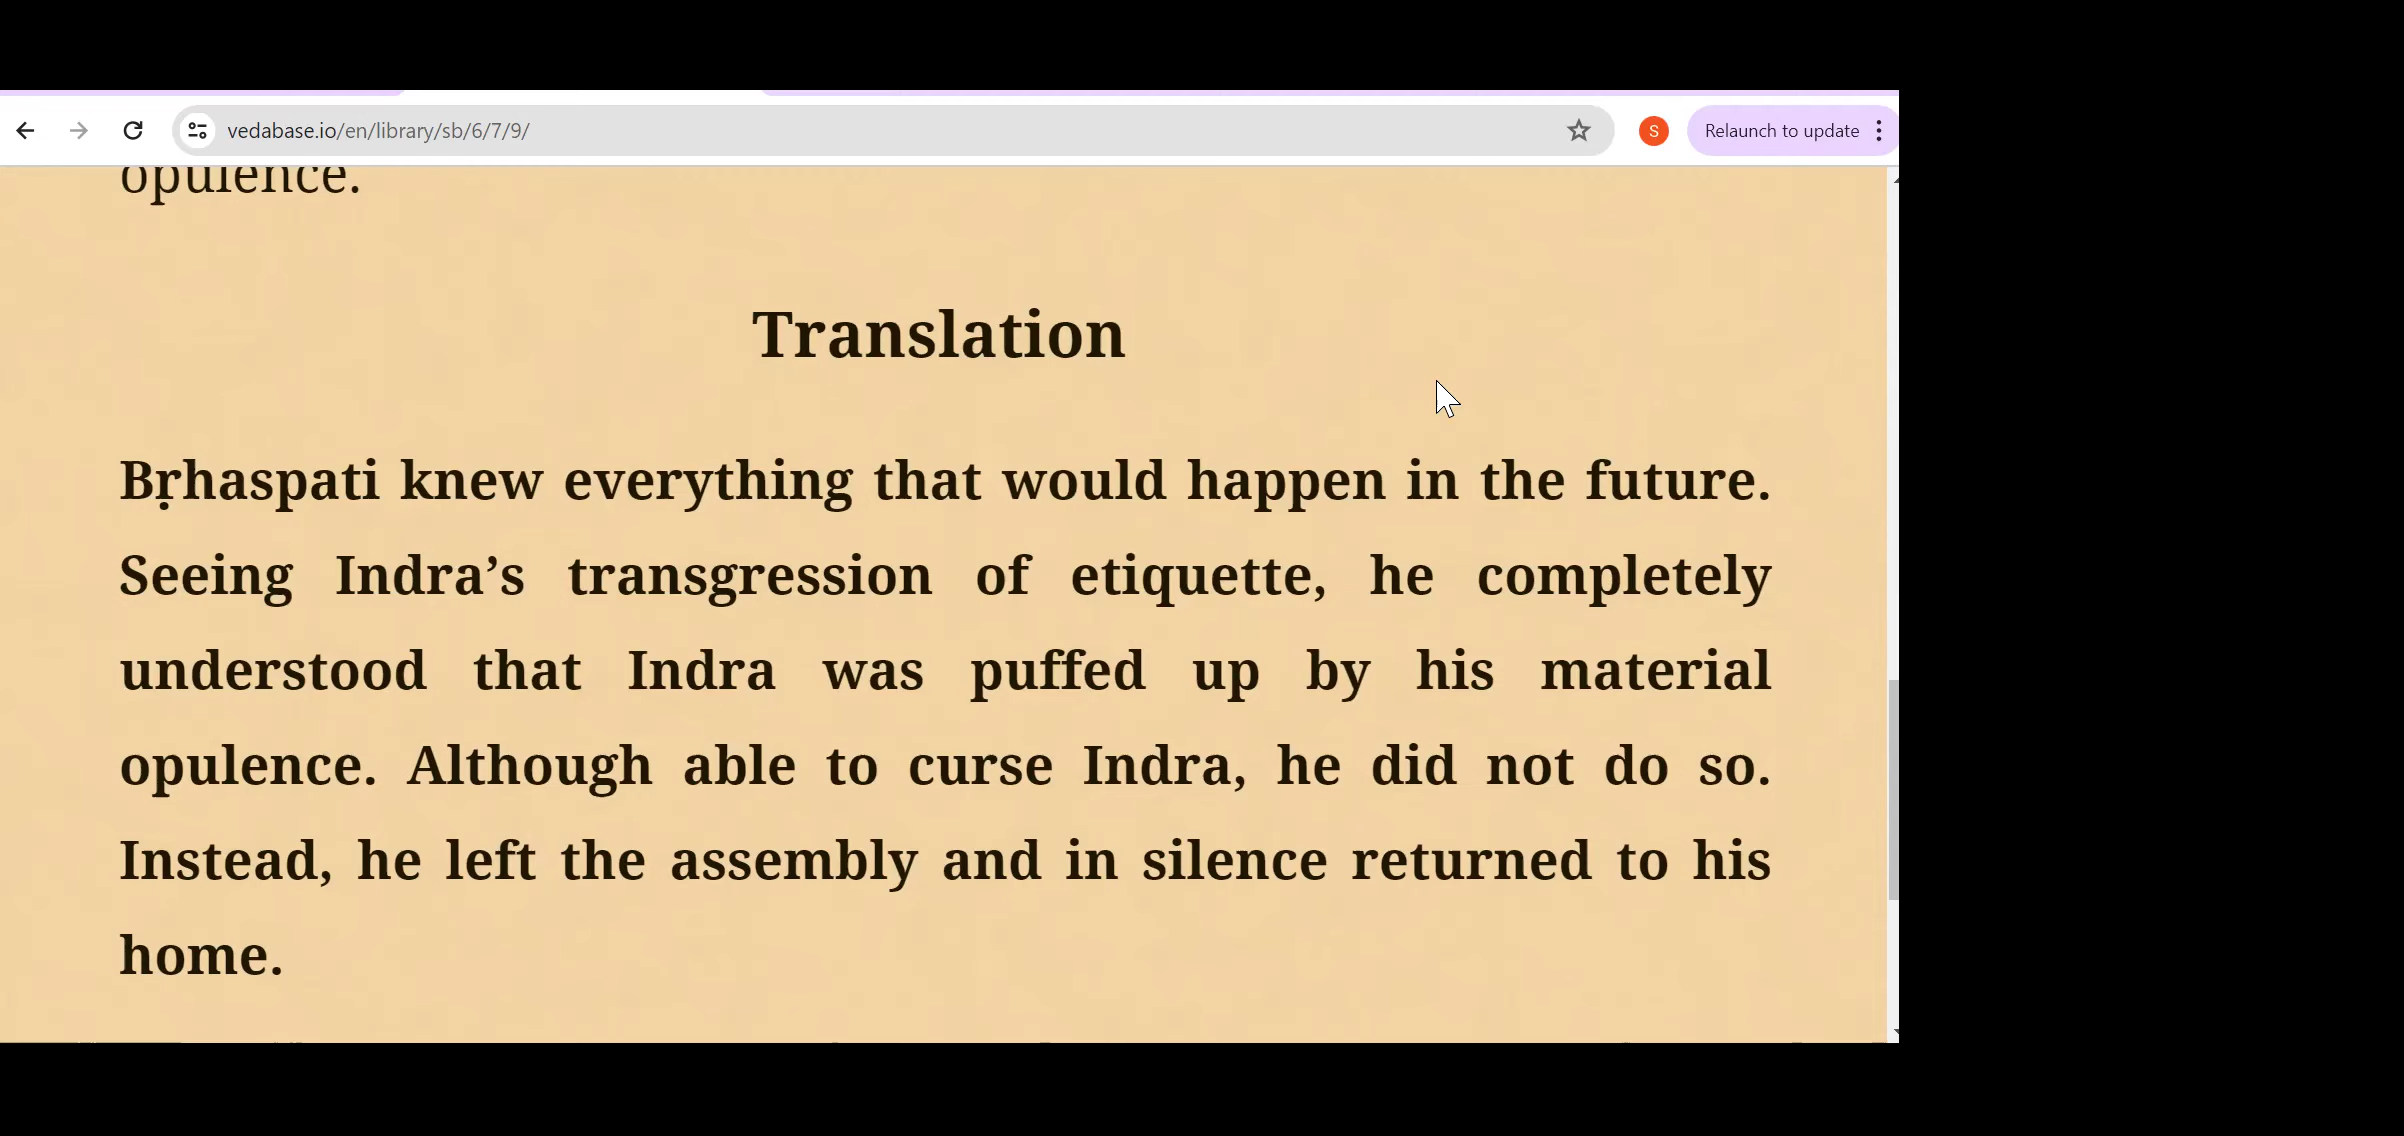 vedabase.io/en/library/sb/6/7/9/
S
Relaunch to update
opulence.
Translation
Bṛhaspati knew everything that would happen in the future.
Seeing Indra’s transgression of etiquette, he completely
understood that Indra was puffed up by his material
opulence. Although able to curse Indra, he did not do so.
Instead, he left the assembly and in silence returned to his
home.